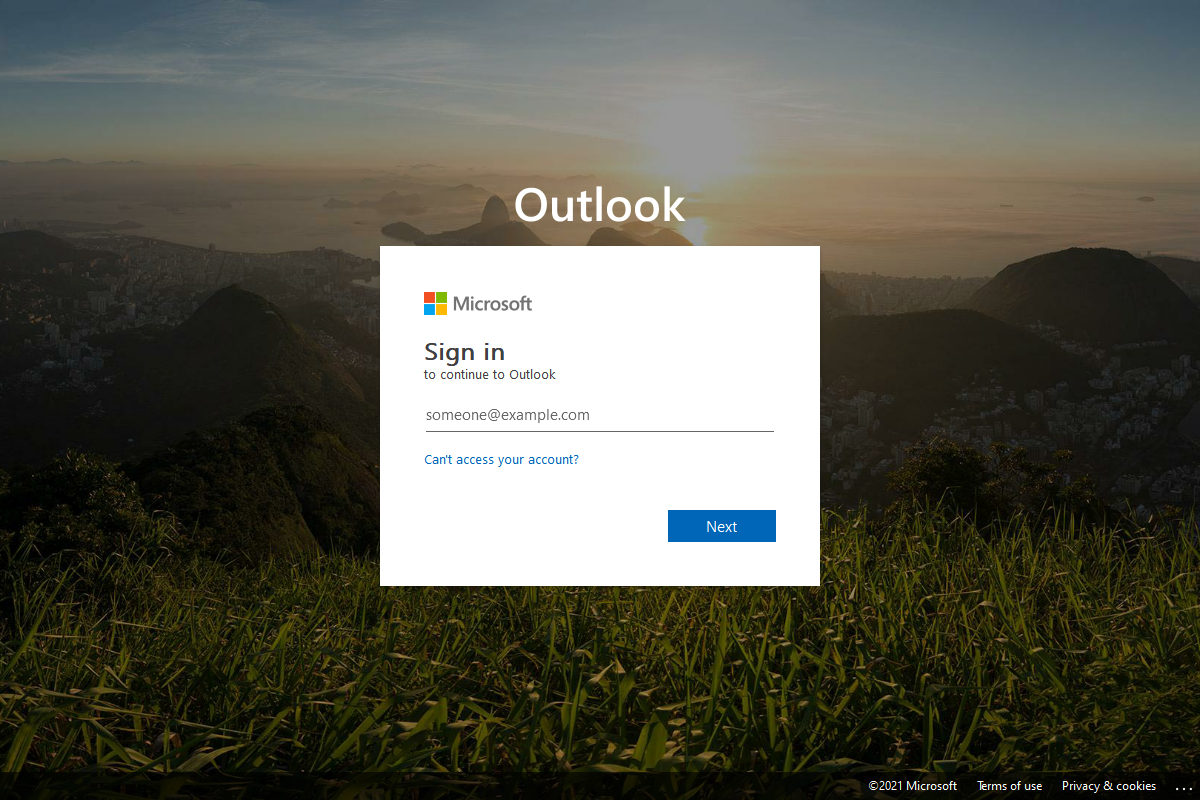 Outlook
Microsoft
Sign in
to continue to Outlook
someone@example.com
Can't access your account?
Next
©2021 Microsoft Terms of use Privacy & cookies ...